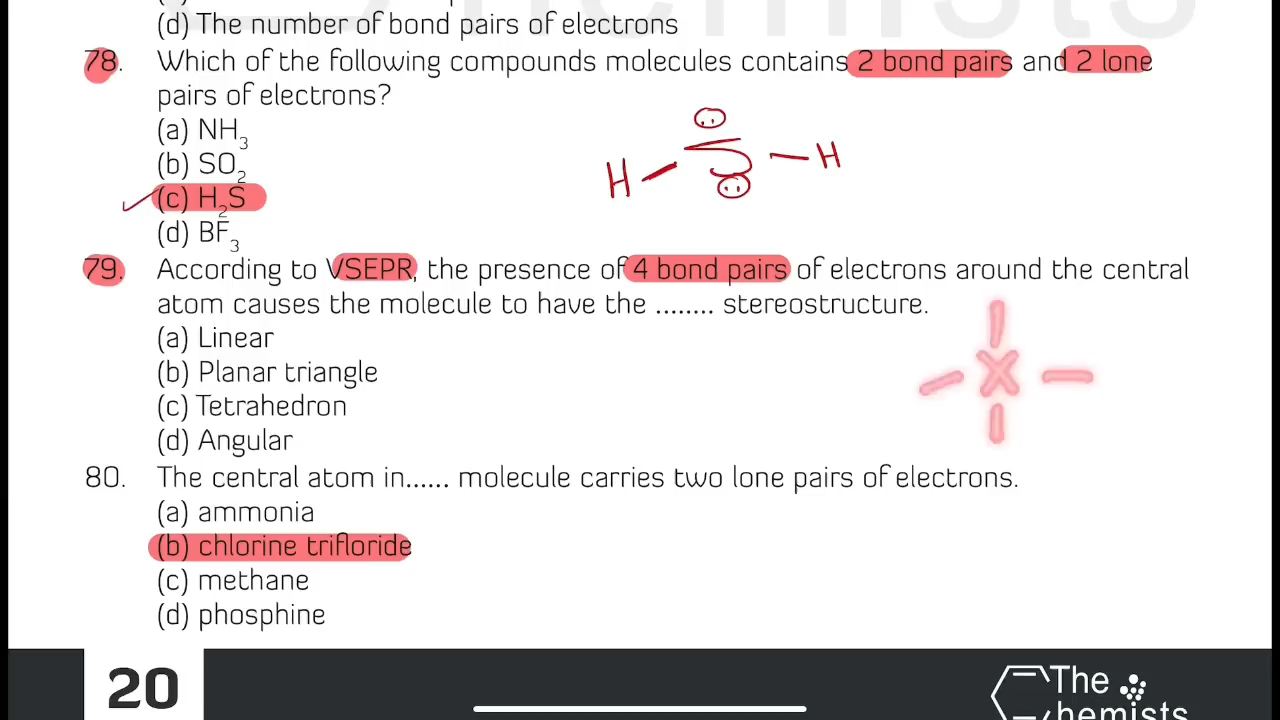 (d) The number of bond pairs of electrons
78. Which of the following compounds molecules contains 2 bond pairs and 2 lone
pairs of electrons?
(a) NH3
(b) SO2
(c) H2S
(d) BF3
H S H
79. According to VSEPR, the presence of 4 bond pairs of electrons around the central
atom causes the molecule to have the ........ stereostructure.
(a) Linear
(b) Planar triangle
(c) Tetrahedron
(d) Angular
X
80. The central atom in...... molecule carries two lone pairs of electrons.
(a) ammonia
(b) chlorine trifloride
(c) methane
(d) phosphine
20
The